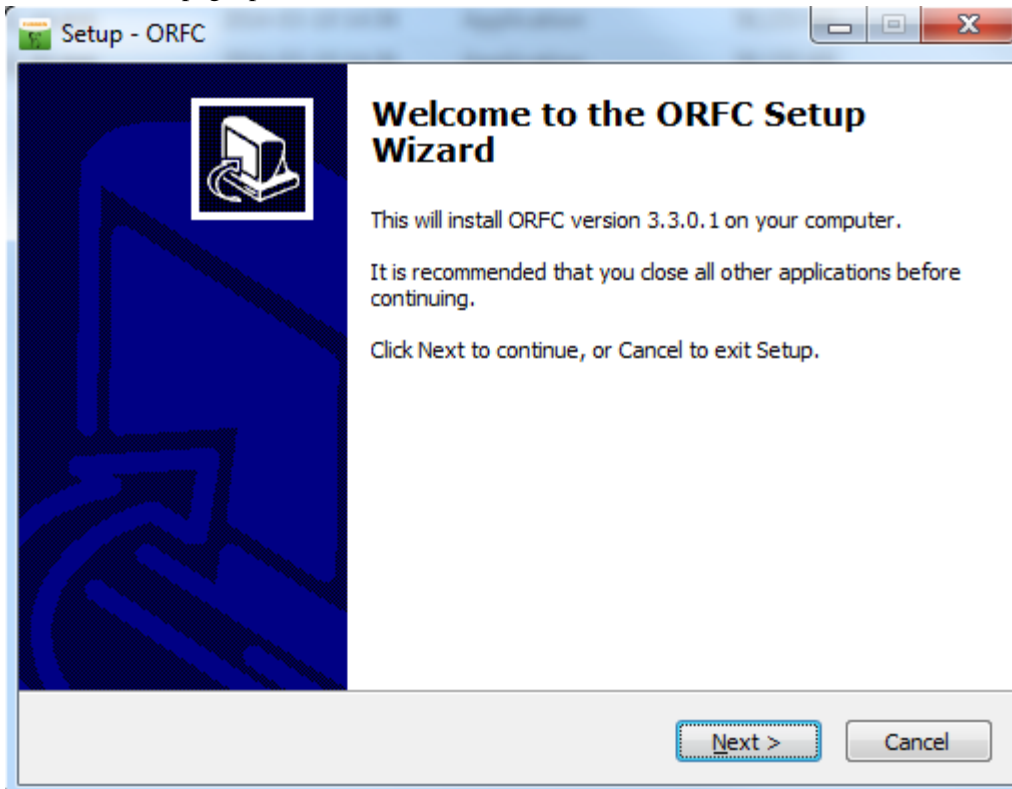 Setup - ORFC
Welcome to the ORFC Setup
Wizard
This will install ORFC version 3.3.0.1 on your computer.
It is recommended that you close all other applications before
continuing.
Click Next to continue, or Cancel to exit Setup.
Next >
Cancel